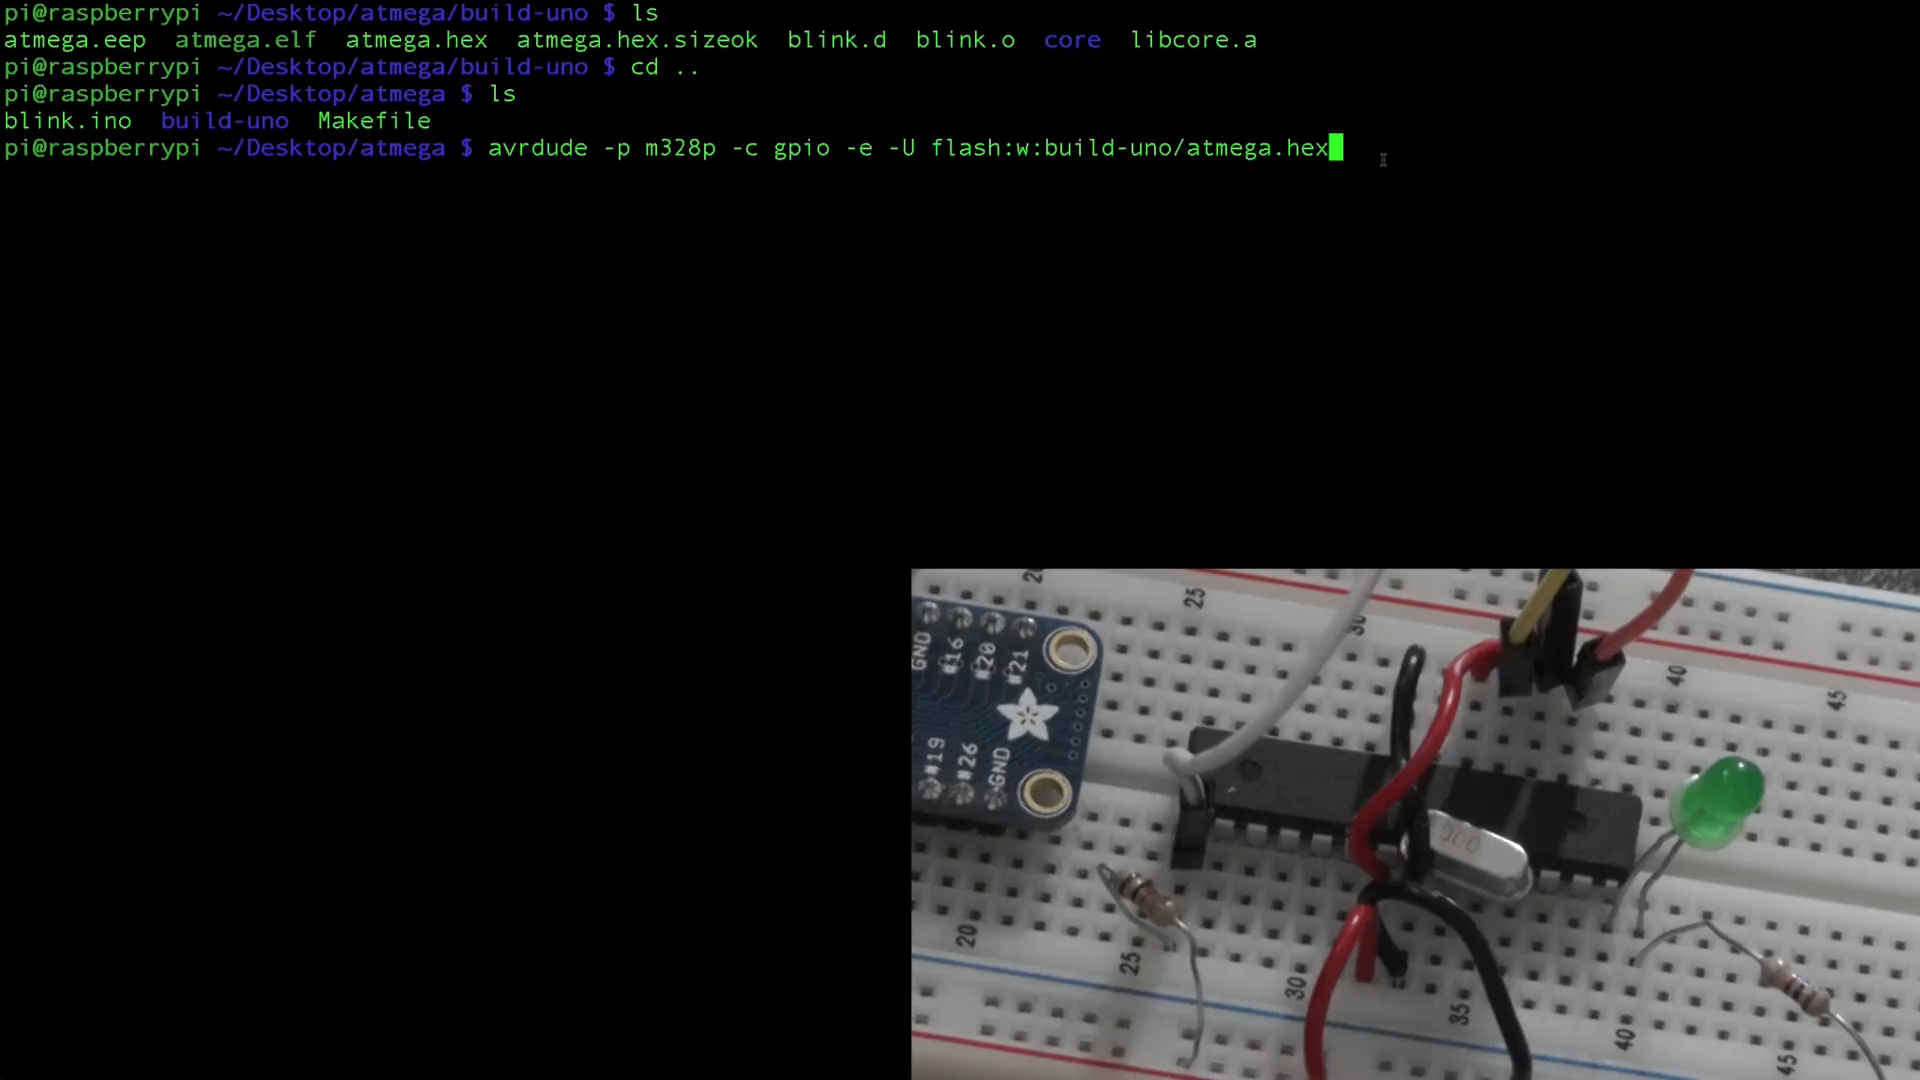 pi@raspberrypi ~/Desktop/atmega/build-uno $ ls
atmega.eep atmega.elf atmega.hex atmega.hex.sizeok blink.d blink.o core libcore.a
pi@raspberrypi ~/Desktop/atmega/build-uno $ cd ..
pi@raspberrypi ~/Desktop/atmega $ ls
blink.ino build-uno Makefile
pi@raspberrypi ~/Desktop/atmega $ avrdude -p m328p -c gpio -e -U flash:w:build-uno/atmega.hex
25
30
40
45
GND #16 #20 #21
#19 #26 GND
000
20
25
30
35
40
45